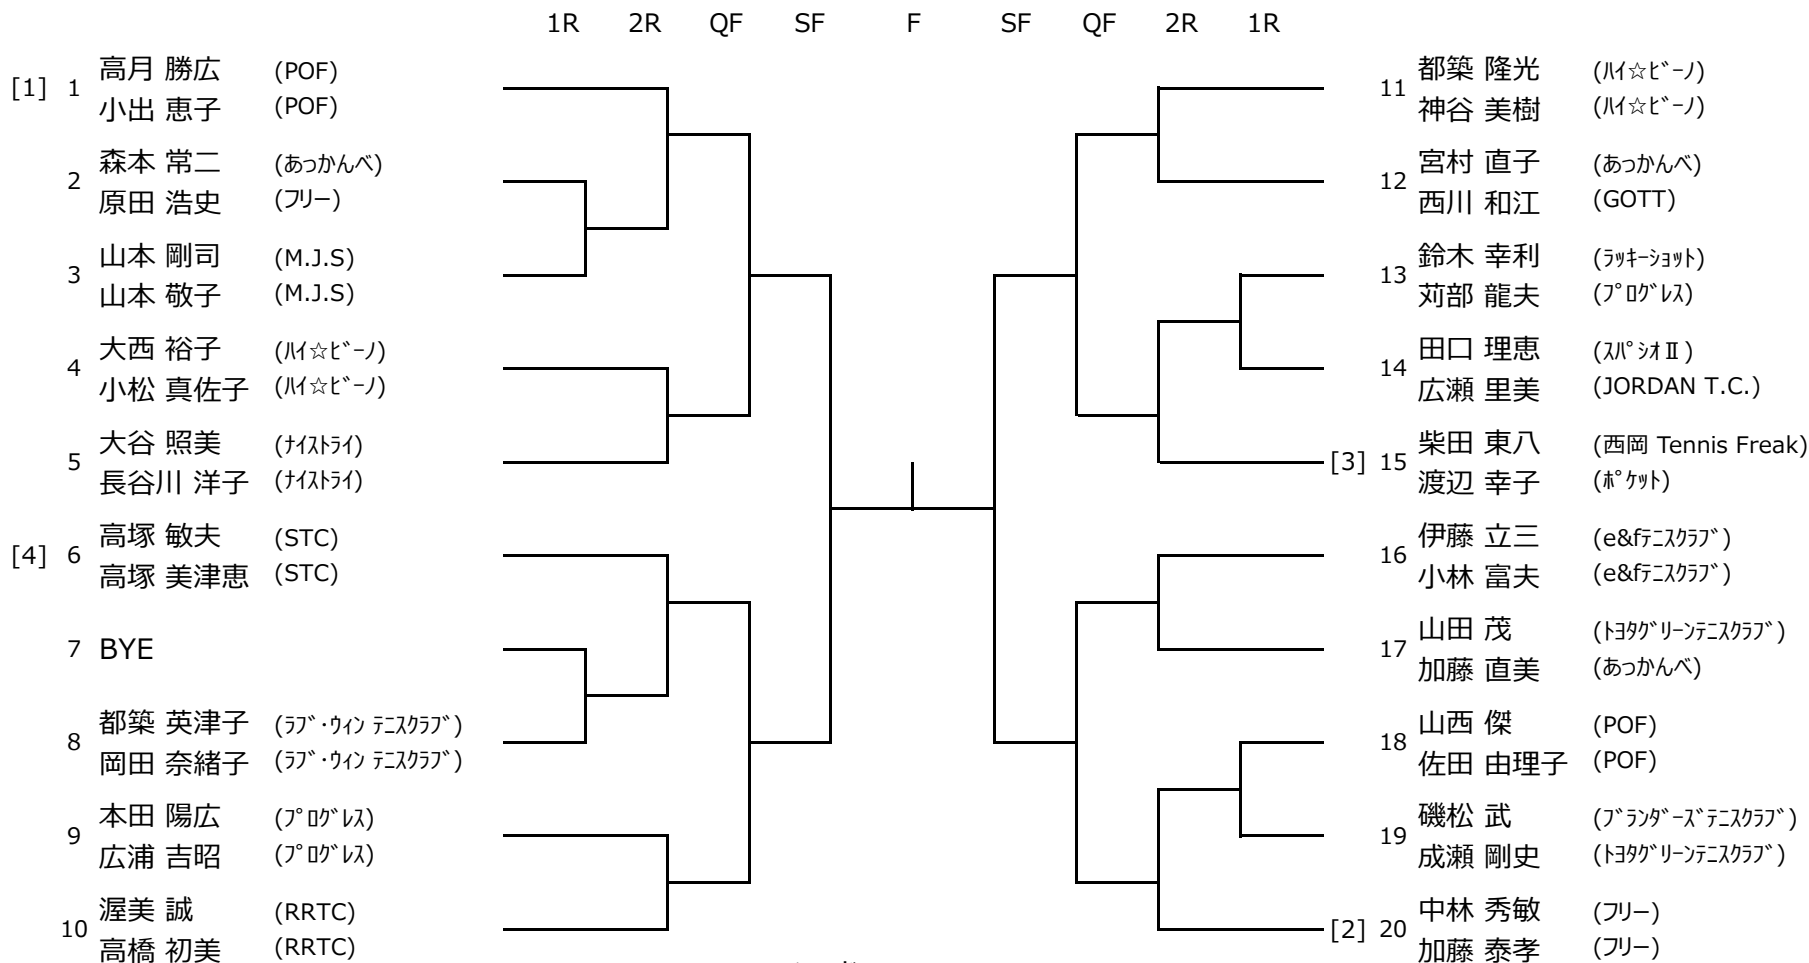 1R 2R QF SF F SF QF 2R 1R
[1] 1 高月 勝広 (POF)
小出 恵子 (POF)
2 森本 常二 (あっかんべ)
原田 浩史 (フリー)
3 山本 剛司 (M.J.S)
山本 敬子 (M.J.S)
4 大西 裕子 (ﾊｲ☆ﾋﾞｰﾉ)
小松 真佐子 (ﾊｲ☆ﾋﾞｰﾉ)
5 大谷 照美 (ﾅｲｽﾄﾗｲ)
長谷川 洋子 (ﾅｲｽﾄﾗｲ)
[4] 6 高塚 敏夫 (STC)
高塚 美津恵 (STC)
7 BYE
8 都築 英津子 (ﾗﾌﾞ･ｳｨﾝ ﾃﾆｽｸﾗﾌﾞ)
岡田 奈緒子 (ﾗﾌﾞ･ｳｨﾝ ﾃﾆｽｸﾗﾌﾞ)
9 本田 陽広 (ﾌﾟﾛｸﾞﾚｽ)
広浦 吉昭 (ﾌﾟﾛｸﾞﾚｽ)
10 渥美 誠 (RRTC)
高橋 初美 (RRTC)
11 都築 隆光 (ﾊｲ☆ﾋﾞｰﾉ)
神谷 美樹 (ﾊｲ☆ﾋﾞｰﾉ)
12 宮村 直子 (あっかんべ)
西川 和江 (GOTT)
13 鈴木 幸利 (ﾗｯｷｰｼｮｯﾄ)
苅部 龍夫 (ﾌﾟﾛｸﾞﾚｽ)
14 田口 理恵 (ｽﾊﾟｼｵⅡ)
広瀬 里美 (JORDAN T.C.)
[3] 15 柴田 東八 (西岡 Tennis Freak)
渡辺 幸子 (ﾎﾟｹｯﾄ)
16 伊藤 立三 (e&fﾃﾆｽｸﾗﾌﾞ)
小林 富夫 (e&fﾃﾆｽｸﾗﾌﾞ)
17 山田 茂 (ﾄﾖﾀｸﾞﾘｰﾝﾃﾆｽｸﾗﾌﾞ)
加藤 直美 (あっかんべ)
18 山西 傑 (POF)
佐田 由理子 (POF)
19 磯松 武 (ﾌﾞﾗﾝﾀﾞｰｽﾞﾃﾆｽｸﾗﾌﾞ)
成瀬 剛史 (ﾄﾖﾀｸﾞﾘｰﾝﾃﾆｽｸﾗﾌﾞ)
[2] 20 中林 秀敏 (フリー)
加藤 泰孝 (フリー)